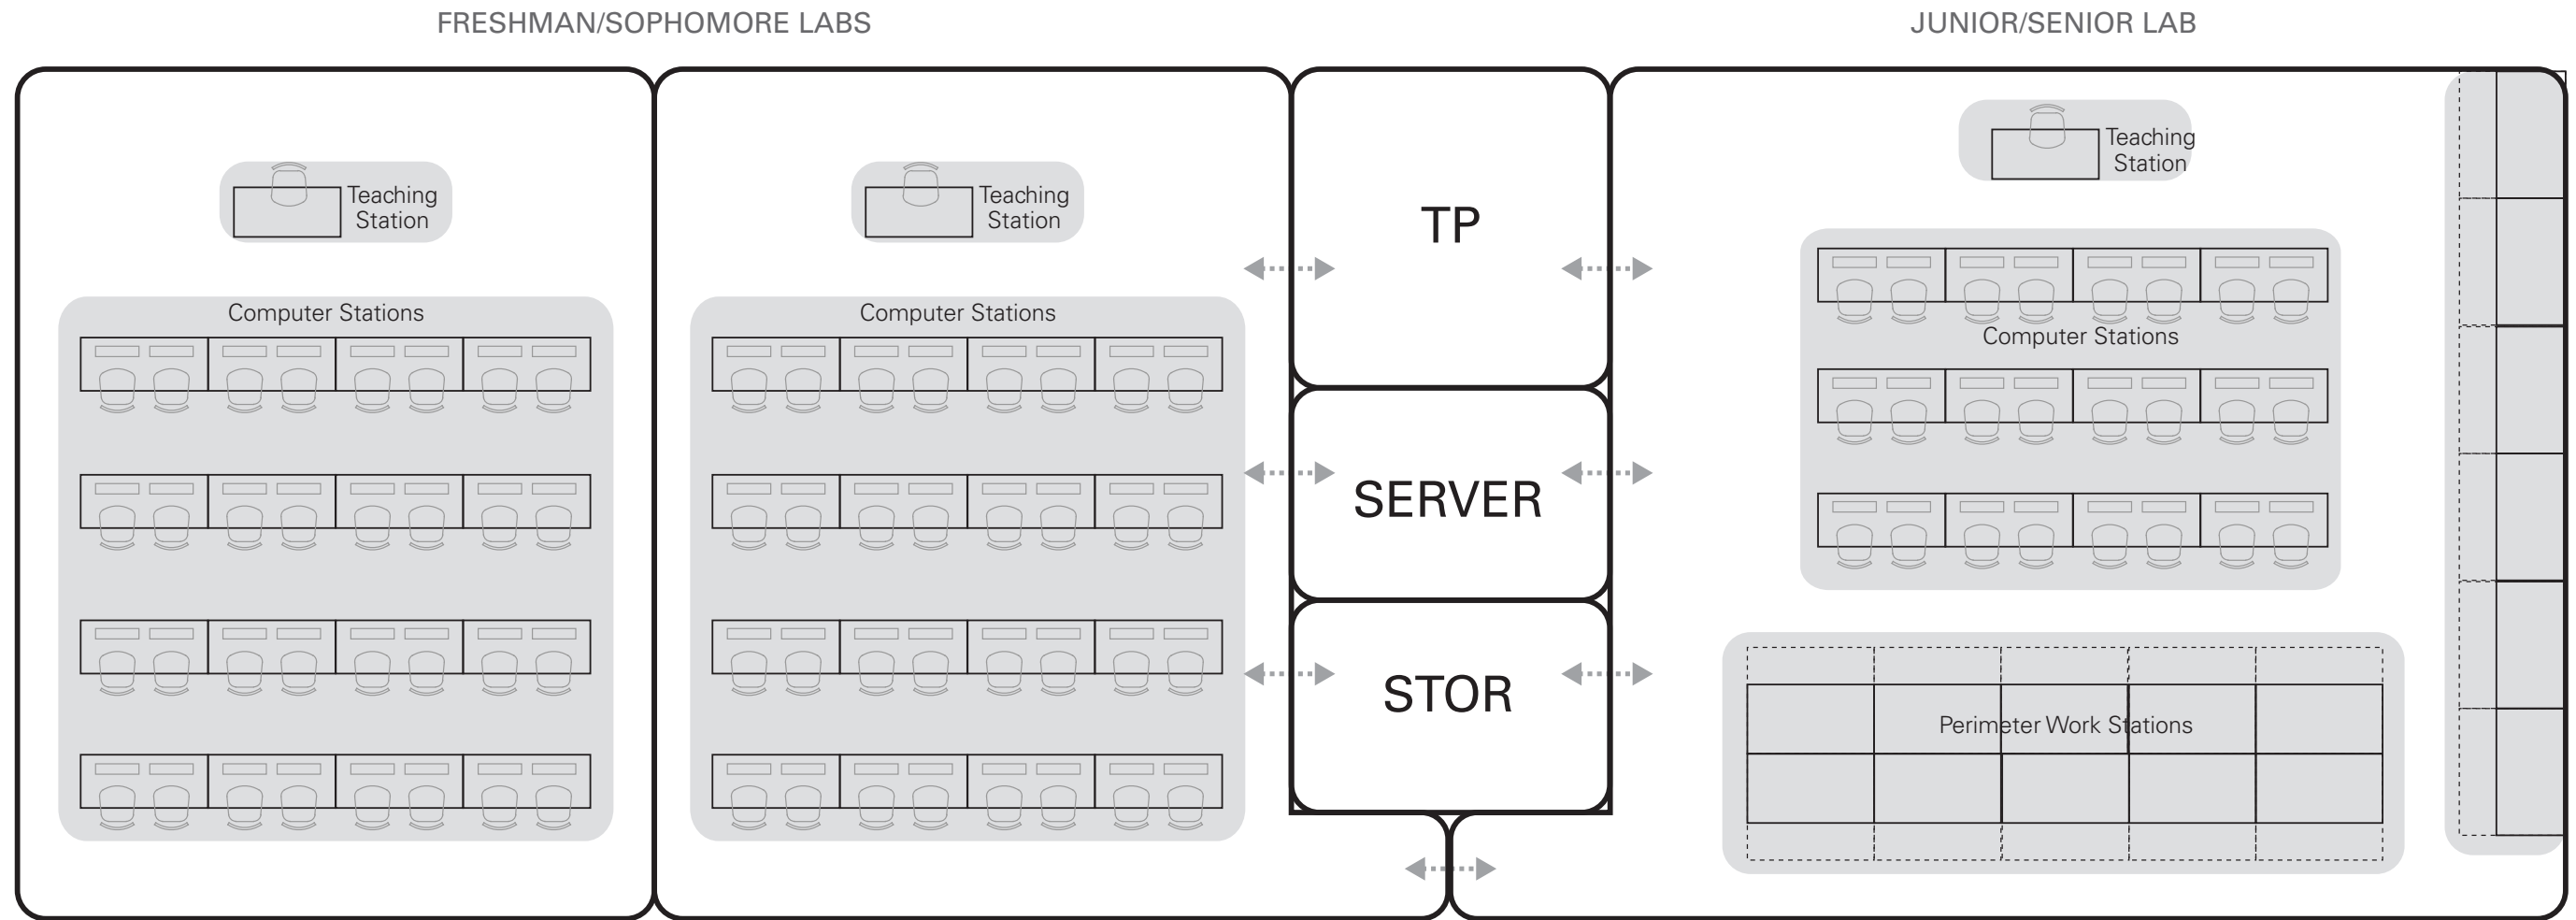 FRESHMAN/SOPHOMORE LABS
JUNIOR/SENIOR LAB
Teaching
Station
Computer Stations
Teaching
Station
Computer Stations
TP
SERVER
STOR
Teaching
Station
Computer Stations
Perimeter Work Stations